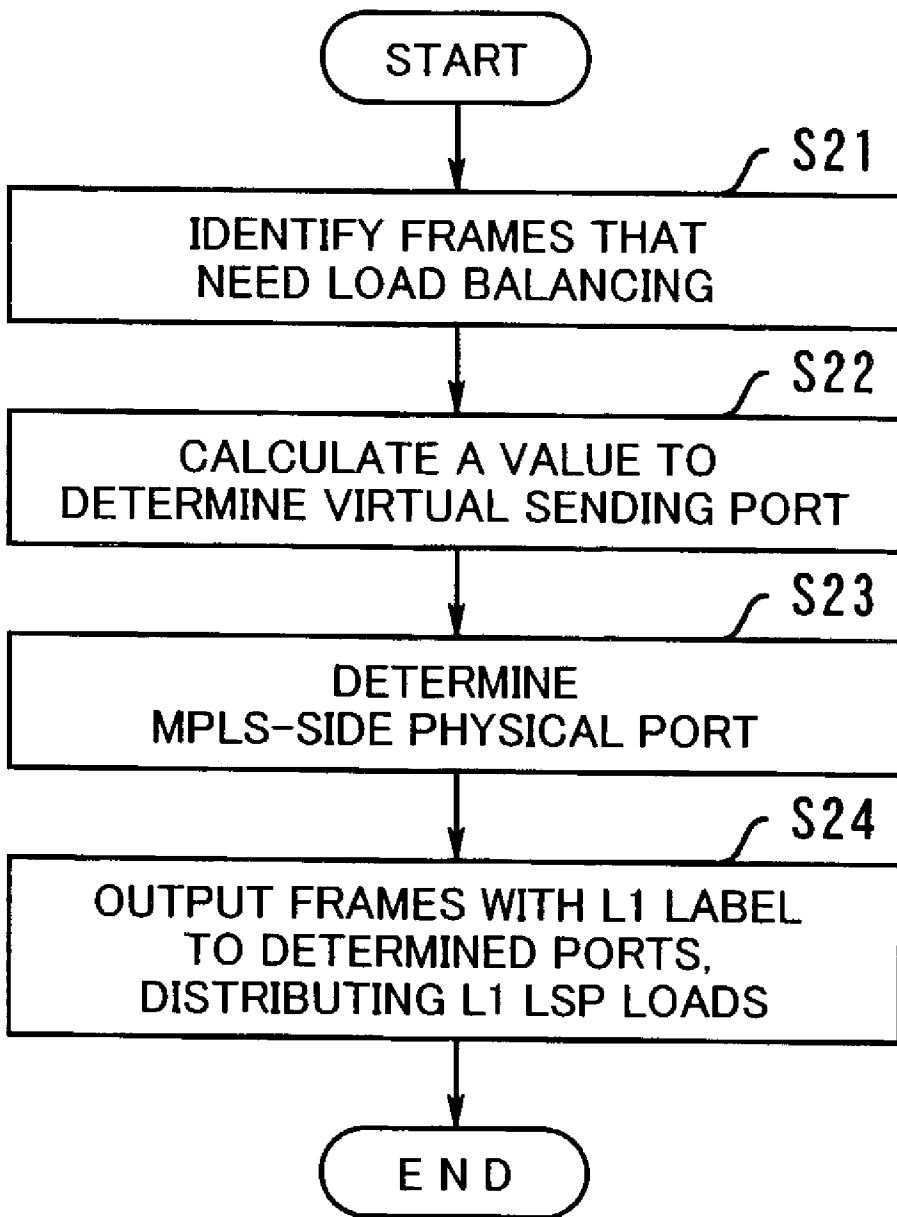 START
S21
IDENTIFY FRAMES THAT
NEED LOAD BALANCING
S22
CALCULATE A VALUE TO
DETERMINE VIRTUAL SENDING PORT
S23
DETERMINE
MPLS-SIDE PHYSICAL PORT
S24
OUTPUT FRAMES WITH L1 LABEL
TO DETERMINED PORTS,
DISTRIBUTING L1 LSP LOADS
END